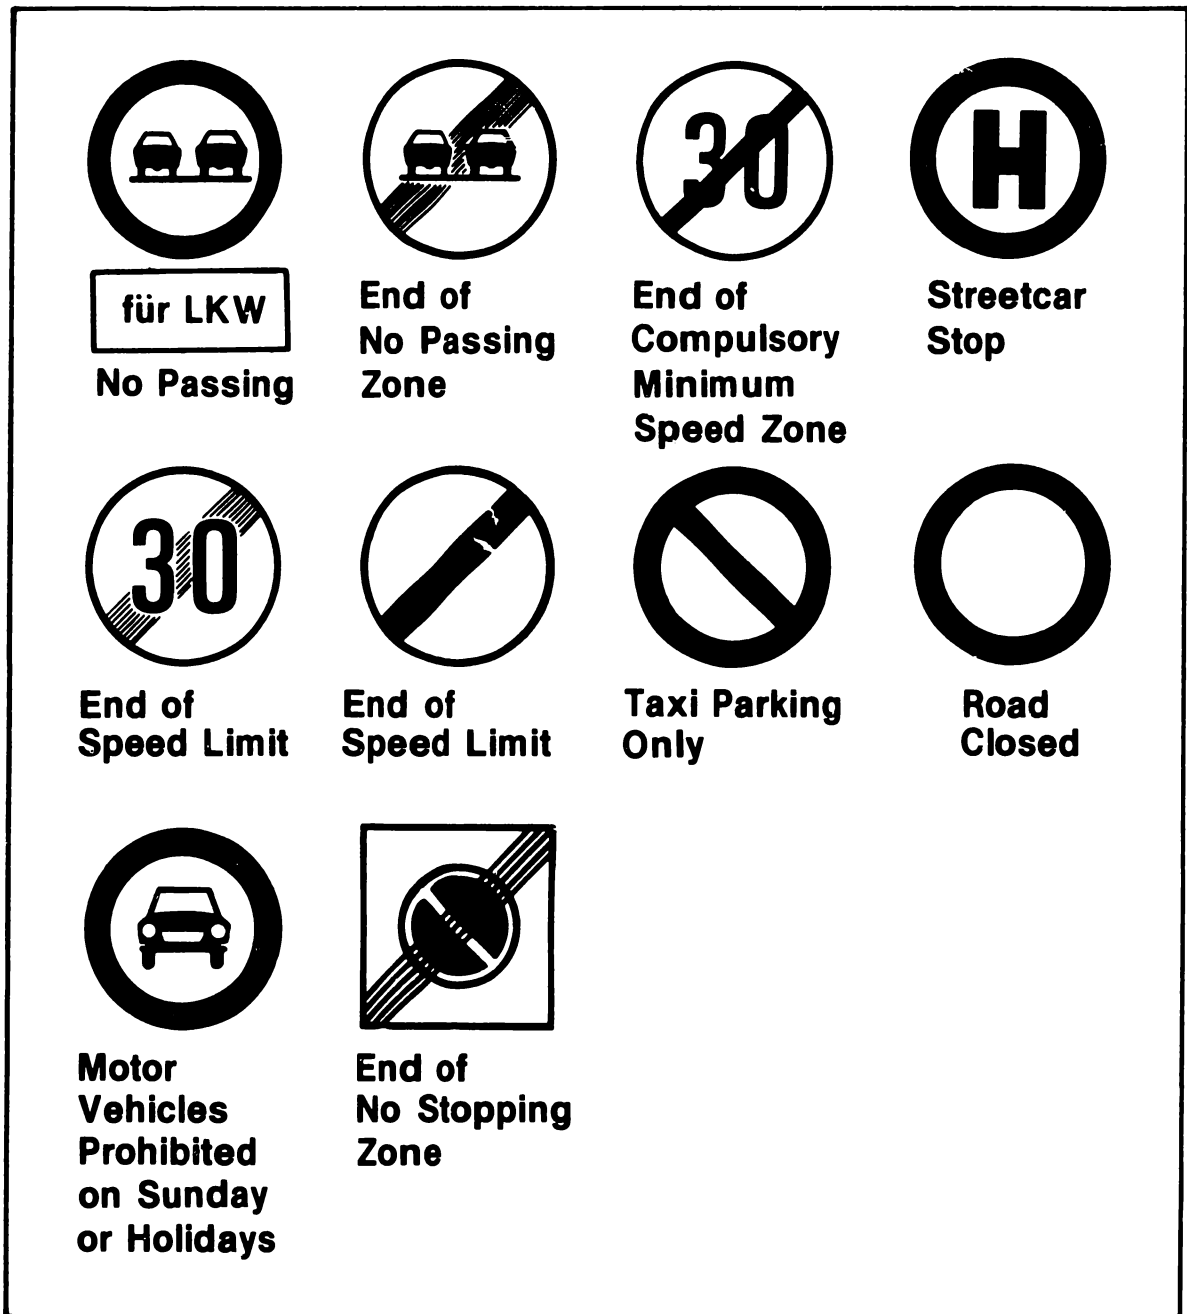 für LKW
No Passing
End of
No Passing
Zone
30
End of
Compulsory
Minimum
Speed Zone
H
Streetcar
Stop
30
End of
Speed Limit
End of
Speed Limit
Taxi Parking
Only
Road
Closed
Motor
Vehicles
Prohibited
on Sunday
or Holidays
End of
No Stopping
Zone